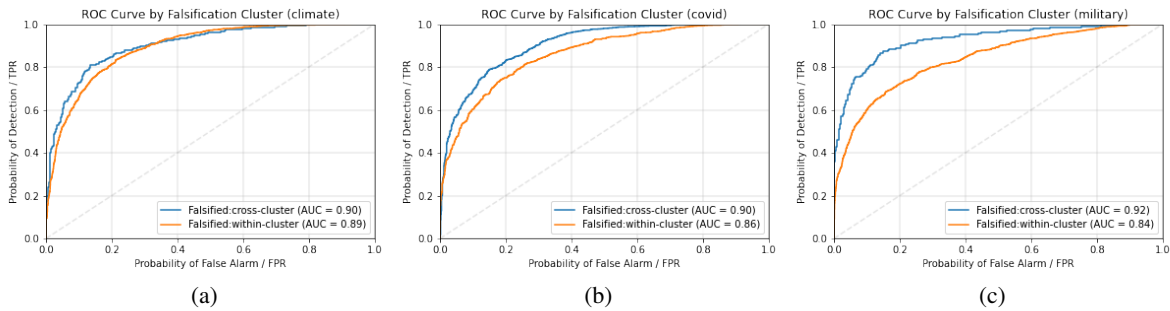 ROC Curve by Falsification Cluster (climate)
Probability of Detection / TPR
1.0
0.8
0.6
0.4
0.2
0.0
Falsified:cross-cluster (AUC = 0.90)
Falsified:within-cluster (AUC = 0.89)
0.0 0.2 0.4 0.6 0.8 1.0
Probability of False Alarm / FPR
(a)
ROC Curve by Falsification Cluster (covid)
Probability of Detection / TPR
1.0
0.8
0.6
0.4
0.2
0.0
Falsified:cross-cluster (AUC = 0.90)
Falsified:within-cluster (AUC = 0.86)
0.0 0.2 0.4 0.6 0.8 1.0
Probability of False Alarm / FPR
(b)
ROC Curve by Falsification Cluster (military)
Probability of Detection / TPR
1.0
0.8
0.6
0.4
0.2
0.0
Falsified:cross-cluster (AUC = 0.92)
Falsified:within-cluster (AUC = 0.84)
0.0 0.2 0.4 0.6 0.8 1.0
Probability of False Alarm / FPR
(c)